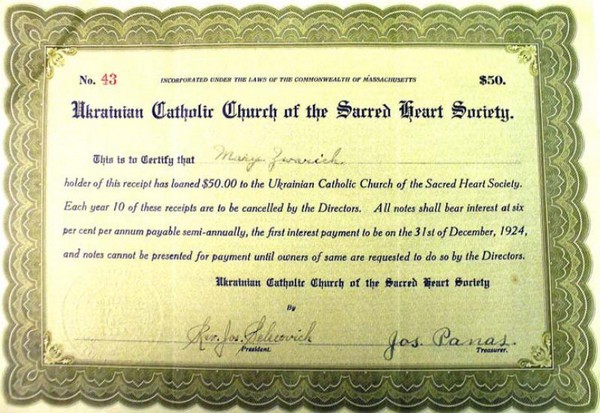 No. 43 INCORPORATED UNDER THE LAWS OF THE COMMONWEALTH OF MASSACHUSETTS $50.
Ukrainian Catholic Church of the Sacred Heart Society.
This is to Certify that Marya Zwarich
holder of this receipt has loaned $50.00 to the Ukrainian Catholic Church of the Sacred Heart Society.
Each year 10 of these receipts are to be cancelled by the Directors. All notes shall bear interest at six
per cent per annum payable semi-annually, the first interest payment to be on the 31st of December, 1924,
and notes cannot be presented for payment until owners of same are requested to do so by the Directors.
Ukrainian Catholic Church of the Sacred Heart Society
By
Rev. Jos. Jos. Panas.
President. Treasurer.